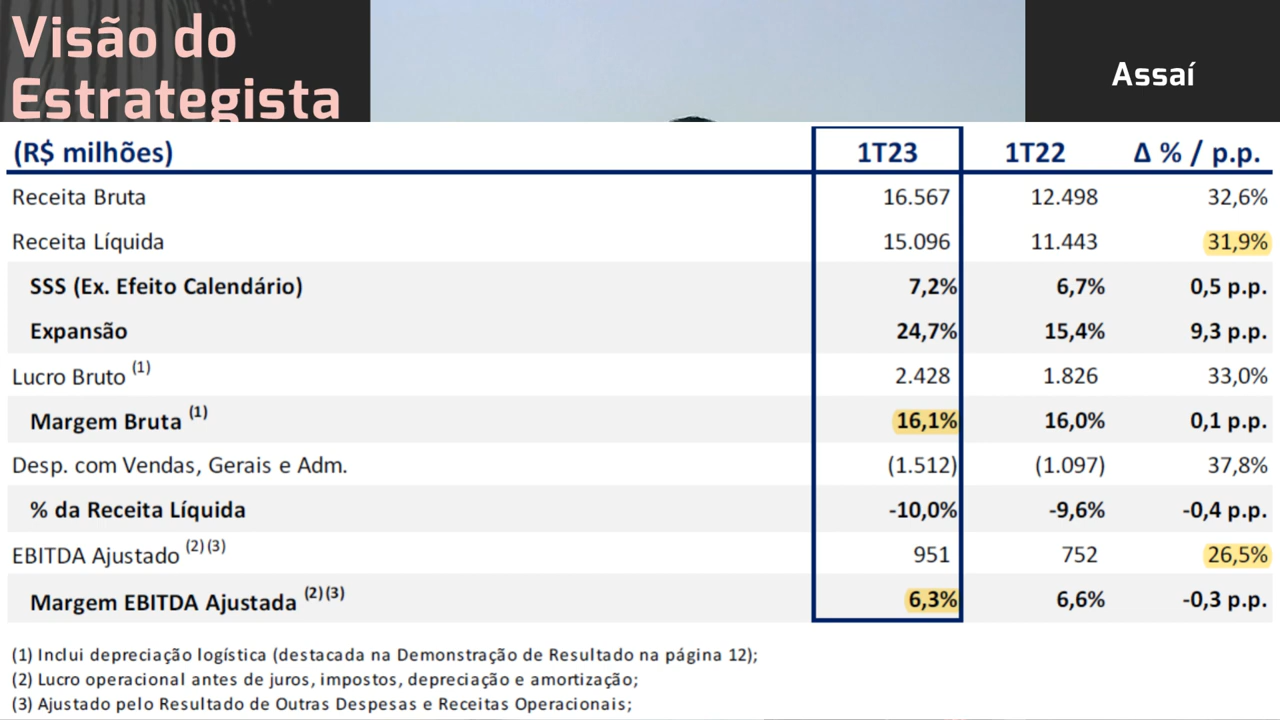 Visão do
Estrategista
Assaí
(R$ milhões) 1T23 1T22 Δ % / p.p.
Receita Bruta 16.567 12.498 32,6%
Receita Líquida 15.096 11.443 31,9%
SSS (Ex. Efeito Calendário) 7,2% 6,7% 0,5 p.p.
Expansão 24,7% 15,4% 9,3 p.p.
Lucro Bruto (1) 2.428 1.826 33,0%
Margem Bruta (1) 16,1% 16,0% 0,1 p.p.
Desp. com Vendas, Gerais e Adm. (1.512) (1.097) 37,8%
% da Receita Líquida -10,0% -9,6% -0,4 p.p.
EBITDA Ajustado (2) (3) 951 752 26,5%
Margem EBITDA Ajustada (2) (3) 6,3% 6,6% -0,3 p.p.
(1) Inclui depreciação logística (destacada na Demonstração de Resultado na página 12);
(2) Lucro operacional antes de juros, impostos, depreciação e amortização;
(3) Ajustado pelo Resultado de Outras Despesas e Receitas Operacionais;